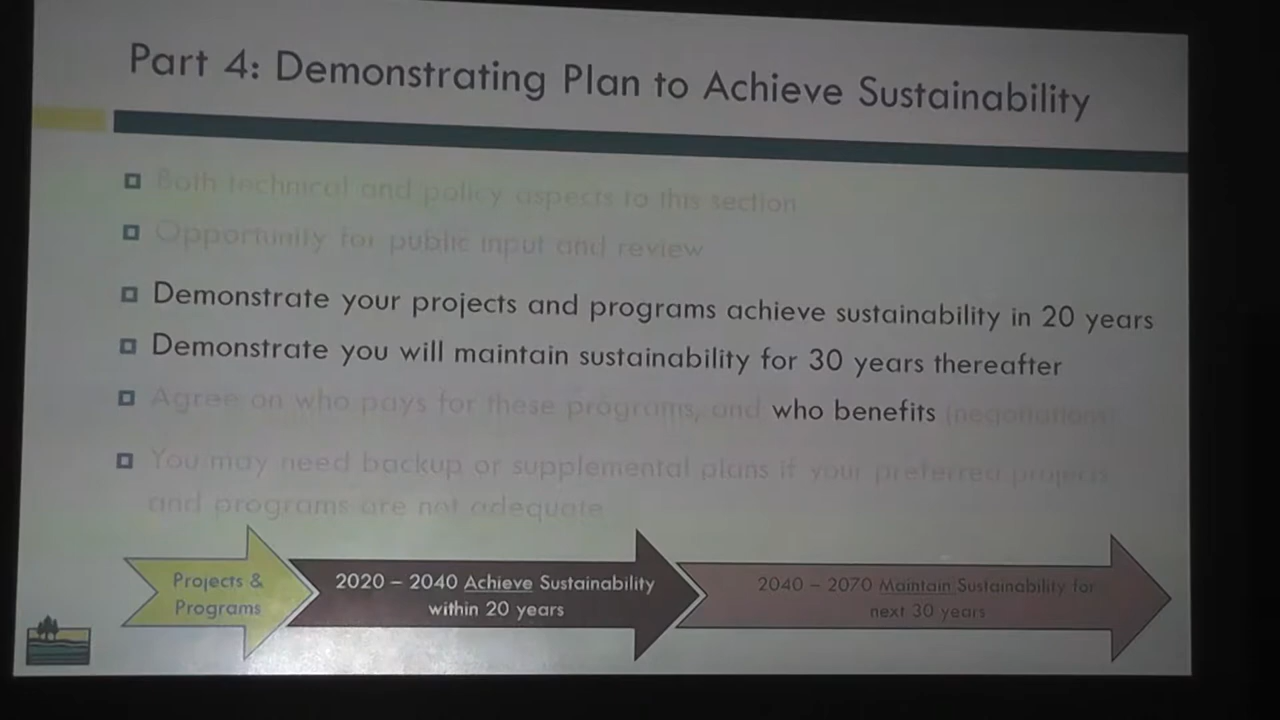 Part 4: Demonstrating Plan to Achieve Sustainability
Both technical and policy aspects to this section
Opportunity for public input and review
Demonstrate your projects and programs achieve sustainability in 20 years
Demonstrate you will maintain sustainability for 30 years thereafter
Agree on who pays for these programs, and who benefits (negotiations)
You may need backup or supplemental plans if your preferred projects
and programs are not adequate
Projects &
Programs
2020 – 2040 Achieve Sustainability
within 20 years
2040 – 2070 Maintain Sustainability for
next 30 years